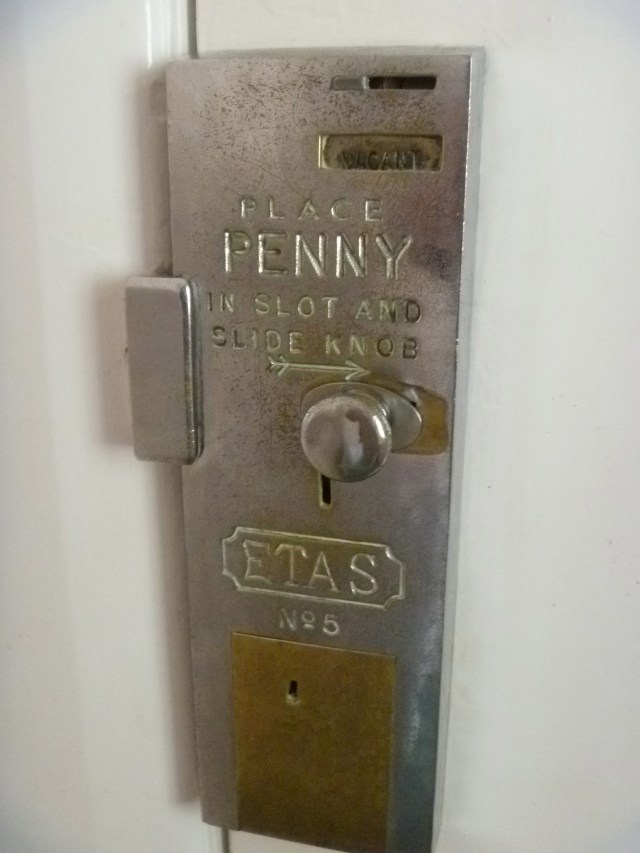 VACANT
PLACE
PENNY
IN SLOT AND
SLIDE KNOB
ETAS
Nº5